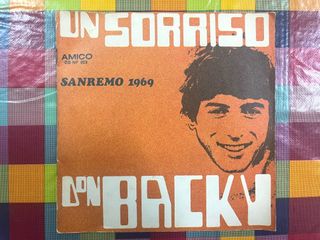 UN SORRISO
AMICO
SANREMO 1969
DON BACKY